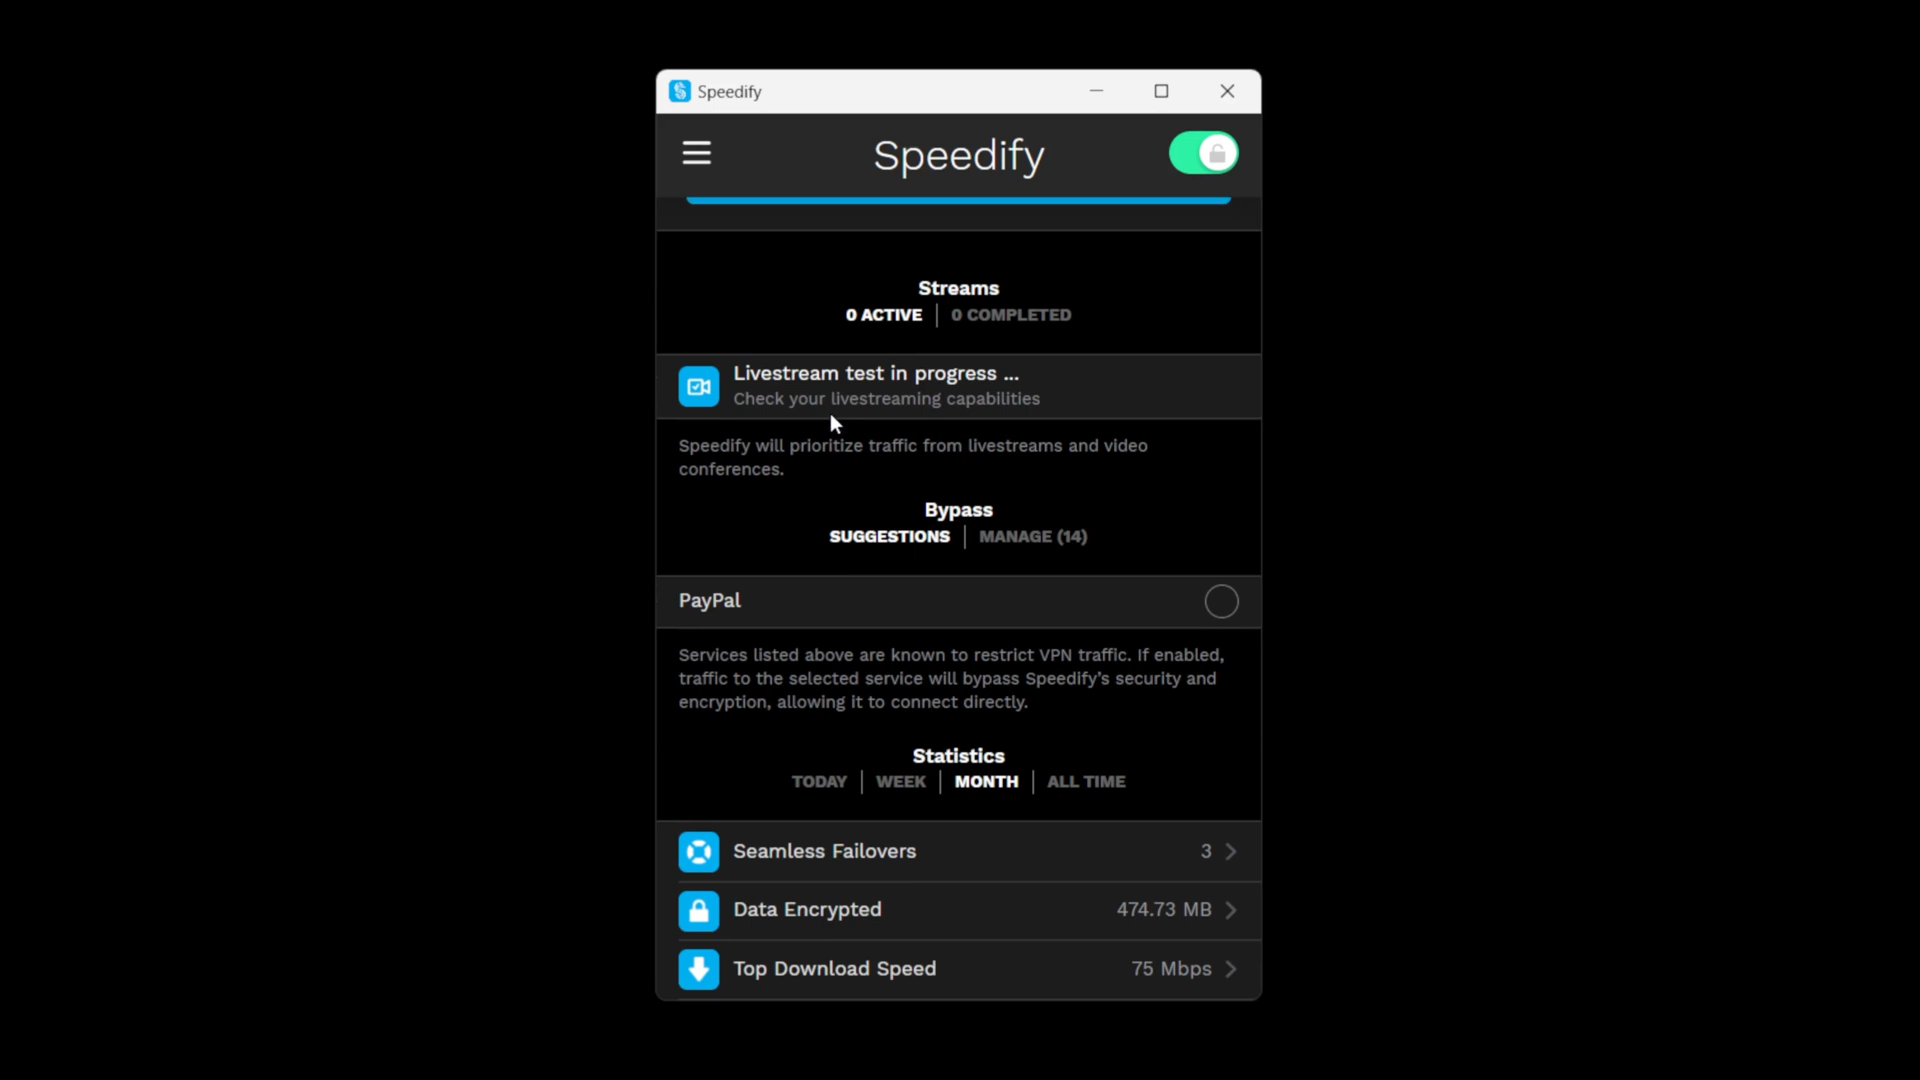 Speedify
Speedify
Streams
0 ACTIVE | 0 COMPLETED
Livestream test in progress ...
Check your livestreaming capabilities
Speedify will prioritize traffic from livestreams and video
conferences.
Bypass
SUGGESTIONS | MANAGE (14)
PayPal
Services listed above are known to restrict VPN traffic. If enabled,
traffic to the selected service will bypass Speedify's security and
encryption, allowing it to connect directly.
Statistics
TODAY | WEEK | MONTH | ALL TIME
Seamless Failovers 3
Data Encrypted 474.73 MB
Top Download Speed 75 Mbps